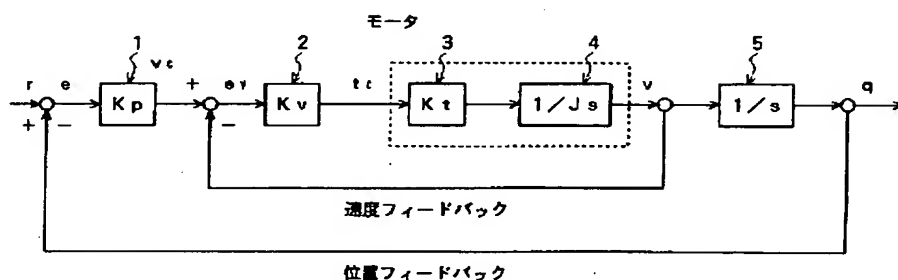 モータ
1 2 3 4 5
r e vc + ev tc v q
Kp Kv Kt 1/Js 1/s
+ − −
速度フィードバック
位置フィードバック